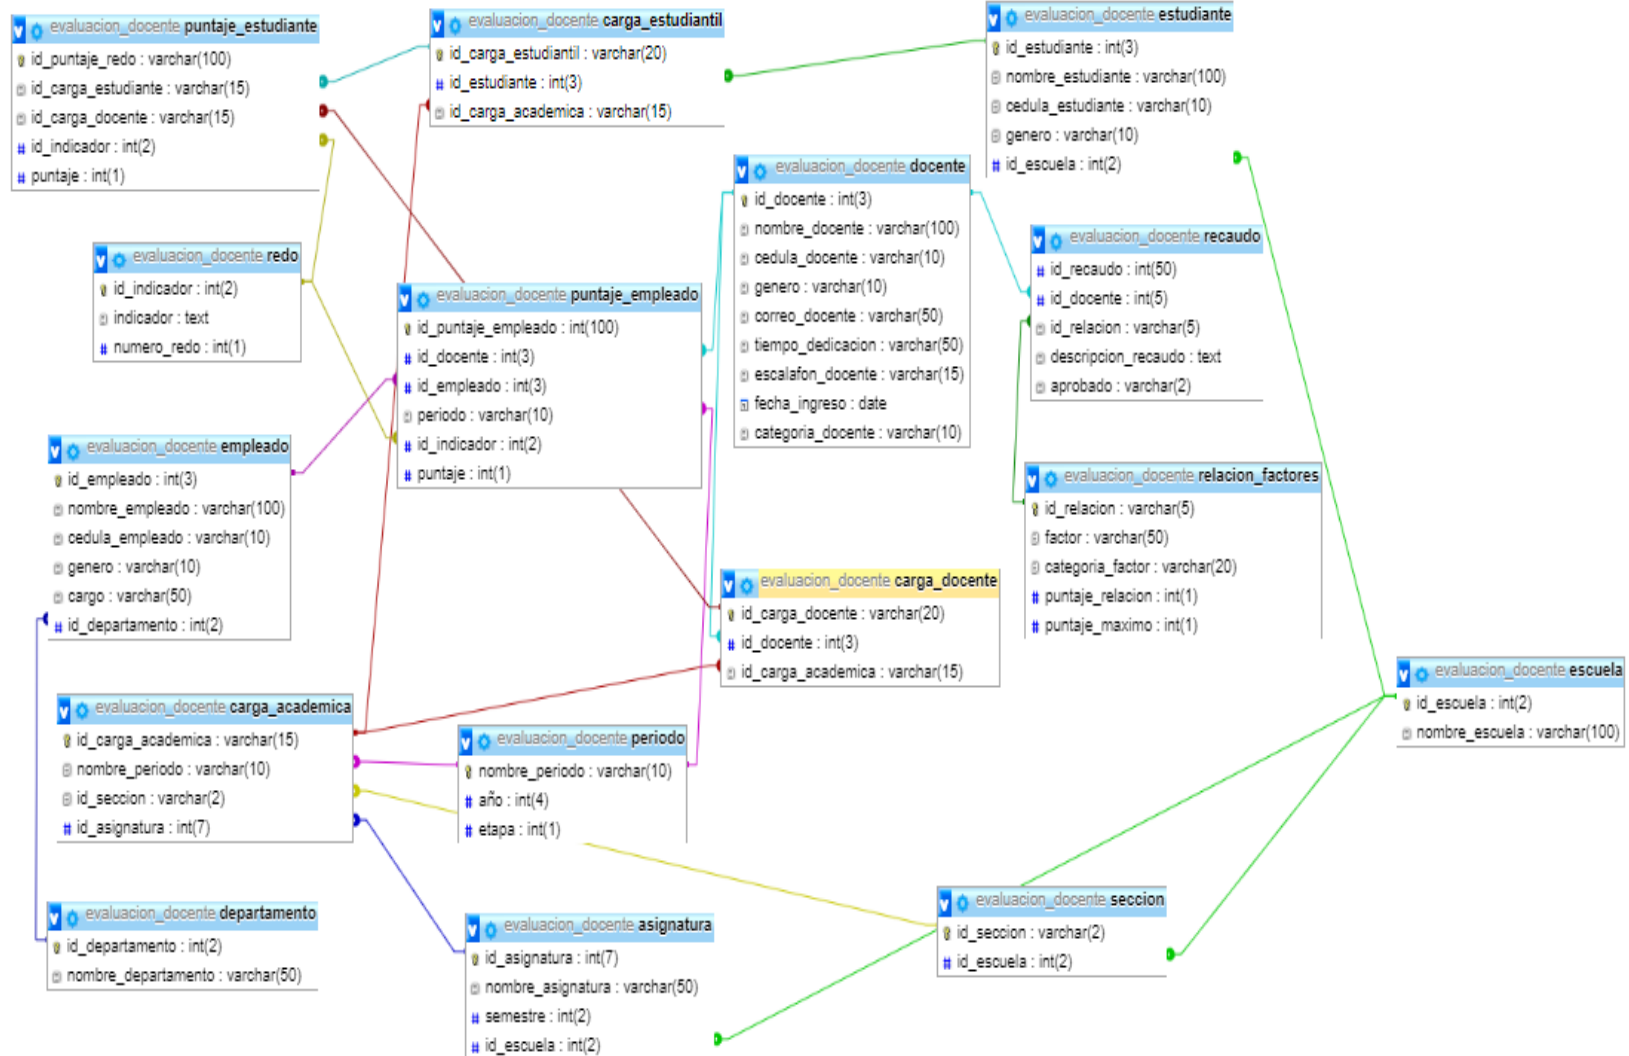 evaluacion_docente puntaje_estudiante
id_puntaje_redo : varchar(100)
id_carga_estudiante : varchar(15)
id_carga_docente : varchar(15)
id_indicador : int(2)
puntaje : int(1)
evaluacion_docente carga_estudiantil
id_carga_estudiantil : varchar(20)
id_estudiante : int(3)
id_carga_academica : varchar(15)
evaluacion_docente estudiante
id_estudiante : int(3)
nombre_estudiante : varchar(100)
cedula_estudiante : varchar(10)
genero : varchar(10)
id_escuela : int(2)
evaluacion_docente docente
id_docente : int(3)
nombre_docente : varchar(100)
cedula_docente : varchar(10)
genero : varchar(10)
correo_docente : varchar(50)
tiempo_dedicacion : varchar(50)
escalafon_docente : varchar(15)
fecha_ingreso : date
categoria_docente : varchar(10)
evaluacion_docente recaudo
id_recaudo : int(50)
id_docente : int(5)
id_relacion : varchar(5)
descripcion_recaudo : text
aprobado : varchar(2)
evaluacion_docente redo
id_indicador : int(2)
indicador : text
numero_redo : int(1)
evaluacion_docente puntaje_empleado
id_puntaje_empleado : int(100)
id_docente : int(3)
id_empleado : int(3)
periodo : varchar(10)
id_indicador : int(2)
puntaje : int(1)
evaluacion_docente empleado
id_empleado : int(3)
nombre_empleado : varchar(100)
cedula_empleado : varchar(10)
genero : varchar(10)
cargo : varchar(50)
id_departamento : int(2)
evaluacion_docente relacion_factores
id_relacion : varchar(5)
factor : varchar(50)
categoria_factor : varchar(20)
puntaje_relacion : int(1)
puntaje_maximo : int(1)
evaluacion_docente carga_docente
id_carga_docente : varchar(20)
id_docente : int(3)
id_carga_academica : varchar(15)
evaluacion_docente escuela
id_escuela : int(2)
nombre_escuela : varchar(100)
evaluacion_docente carga_academica
id_carga_academica : varchar(15)
nombre_periodo : varchar(10)
id_seccion : varchar(2)
id_asignatura : int(7)
evaluacion_docente periodo
nombre_periodo : varchar(10)
año : int(4)
etapa : int(1)
evaluacion_docente departamento
id_departamento : int(2)
nombre_departamento : varchar(50)
evaluacion_docente asignatura
id_asignatura : int(7)
nombre_asignatura : varchar(50)
semestre : int(2)
id_escuela : int(2)
evaluacion_docente seccion
id_seccion : varchar(2)
id_escuela : int(2)